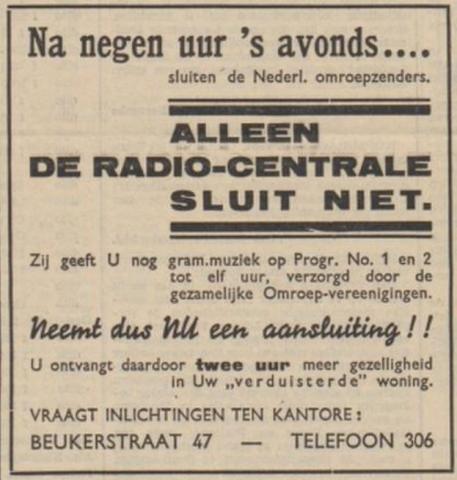 Na negen uur 's avonds....
sluiten de Nederl. omroepzenders.
ALLEEN
DE RADIO-CENTRALE
SLUIT NIET.
Zij geeft U nog gram.muziek op Progr. No. 1 en 2
tot elf uur, verzorgd door de
gezamelijke Omroep-vereenigingen.
Neemt dus NU een aansluiting!!
U ontvangt daardoor twee uur meer gezelligheid
in Uw „verduisterde" woning.
VRAAGT INLICHTINGEN TEN KANTORE:
BEUKERSTRAAT 47 — TELEFOON 306